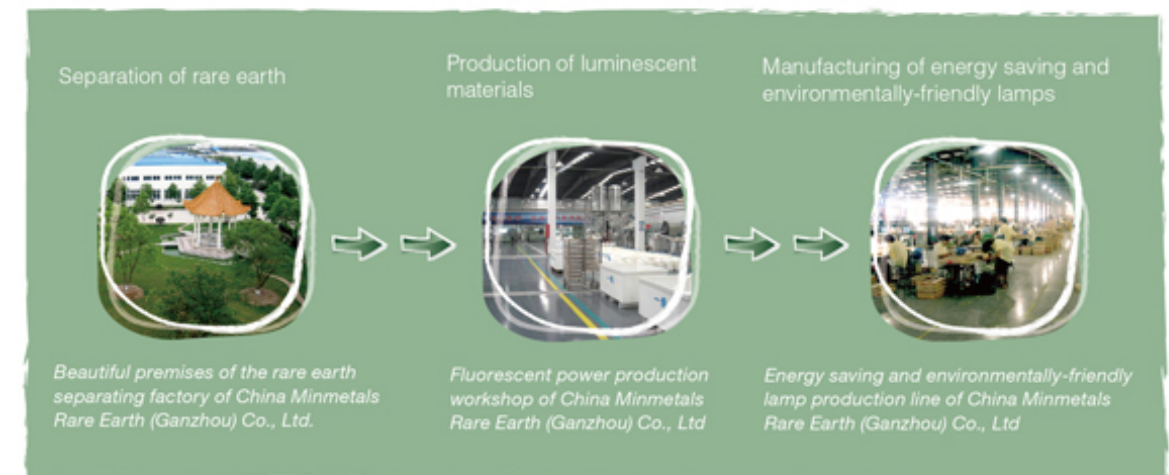 Separation of rare earth
Production of luminescent
materials
Manufacturing of energy saving and
environmentally-friendly lamps
Beautiful premises of the rare earth
separating factory of China Minmetals
Rare Earth (Ganzhou) Co., Ltd.
Fluorescent power production
workshop of China Minmetals
Rare Earth (Ganzhou) Co., Ltd
Energy saving and environmentally-friendly
lamp production line of China Minmetals
Rare Earth (Ganzhou) Co., Ltd